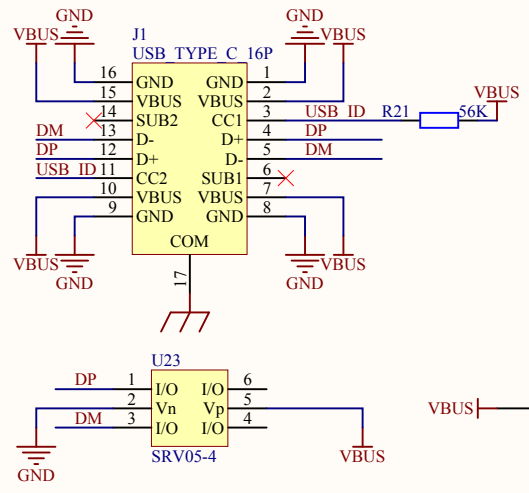 GND GND
VBUS J1 VBUS
USB_TYPE_C_16P
16 GND GND 1 VBUS
15 VBUS VBUS 2
14 SUB2 CC1 3 USB_ID R21 56K
DM 13 D- D+ 4 DP
DP 12 D+ D- 5 DM
USB_ID 11 CC2 SUB1 6
10 VBUS VBUS 7
9 GND GND 8
COM
VBUS VBUS
GND 17 GND
U23
DP 1 I/O I/O 6
2 Vn Vp 5 VBUS
DM 3 I/O I/O 4
SRV05-4 VBUS
GND